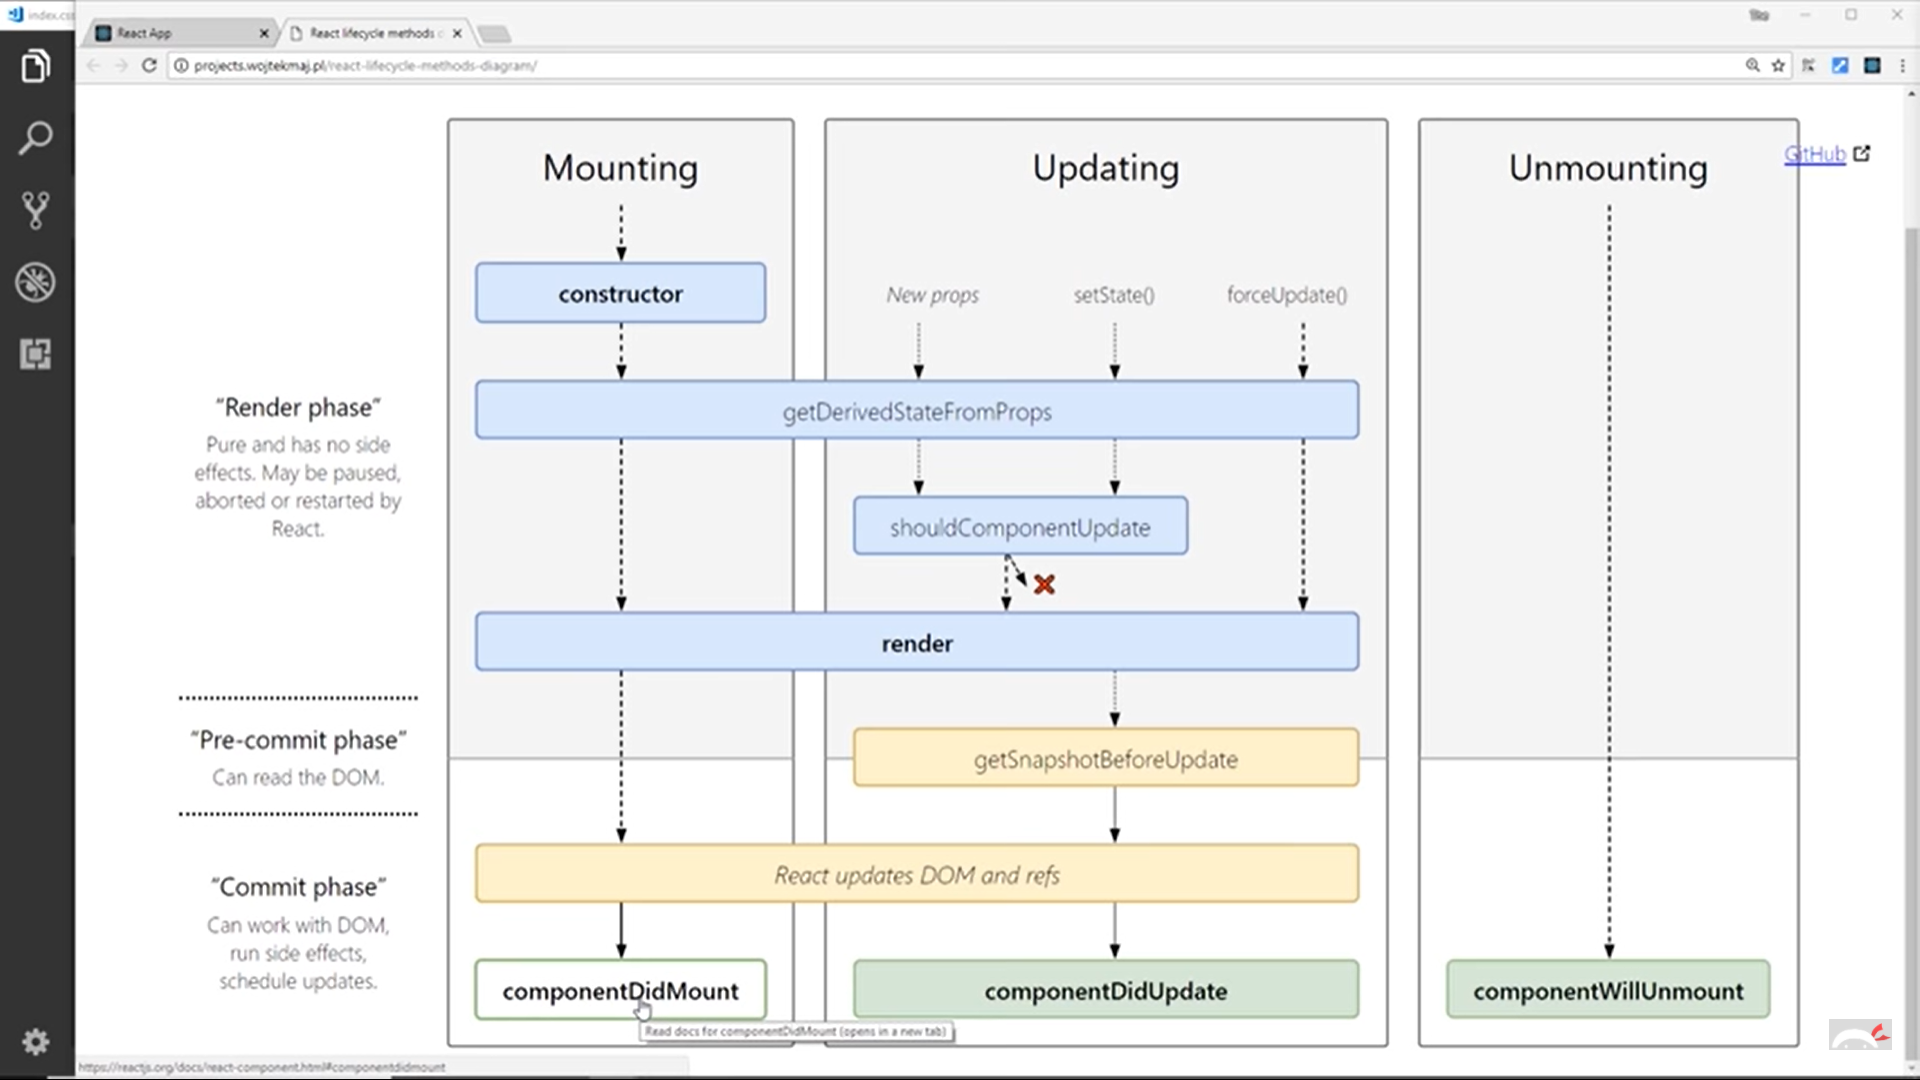 index.cs
React App
React lifecycle methods
projects.wojtekmaj.pl/react-lifecycle-methods-diagram/
GitHub
Mounting
Updating
Unmounting
constructor
New props
setState()
forceUpdate()
getDerivedStateFromProps
"Render phase"
Pure and has no side
effects. May be paused,
aborted or restarted by
React.
shouldComponentUpdate
render
"Pre-commit phase"
Can read the DOM.
getSnapshotBeforeUpdate
React updates DOM and refs
"Commit phase"
Can work with DOM,
run side effects,
schedule updates.
componentDidMount
componentDidUpdate
componentWillUnmount
Read docs for componentDidMount (opens in a new tab)
https://reactjs.org/docs/react-component.html#componentdidmount